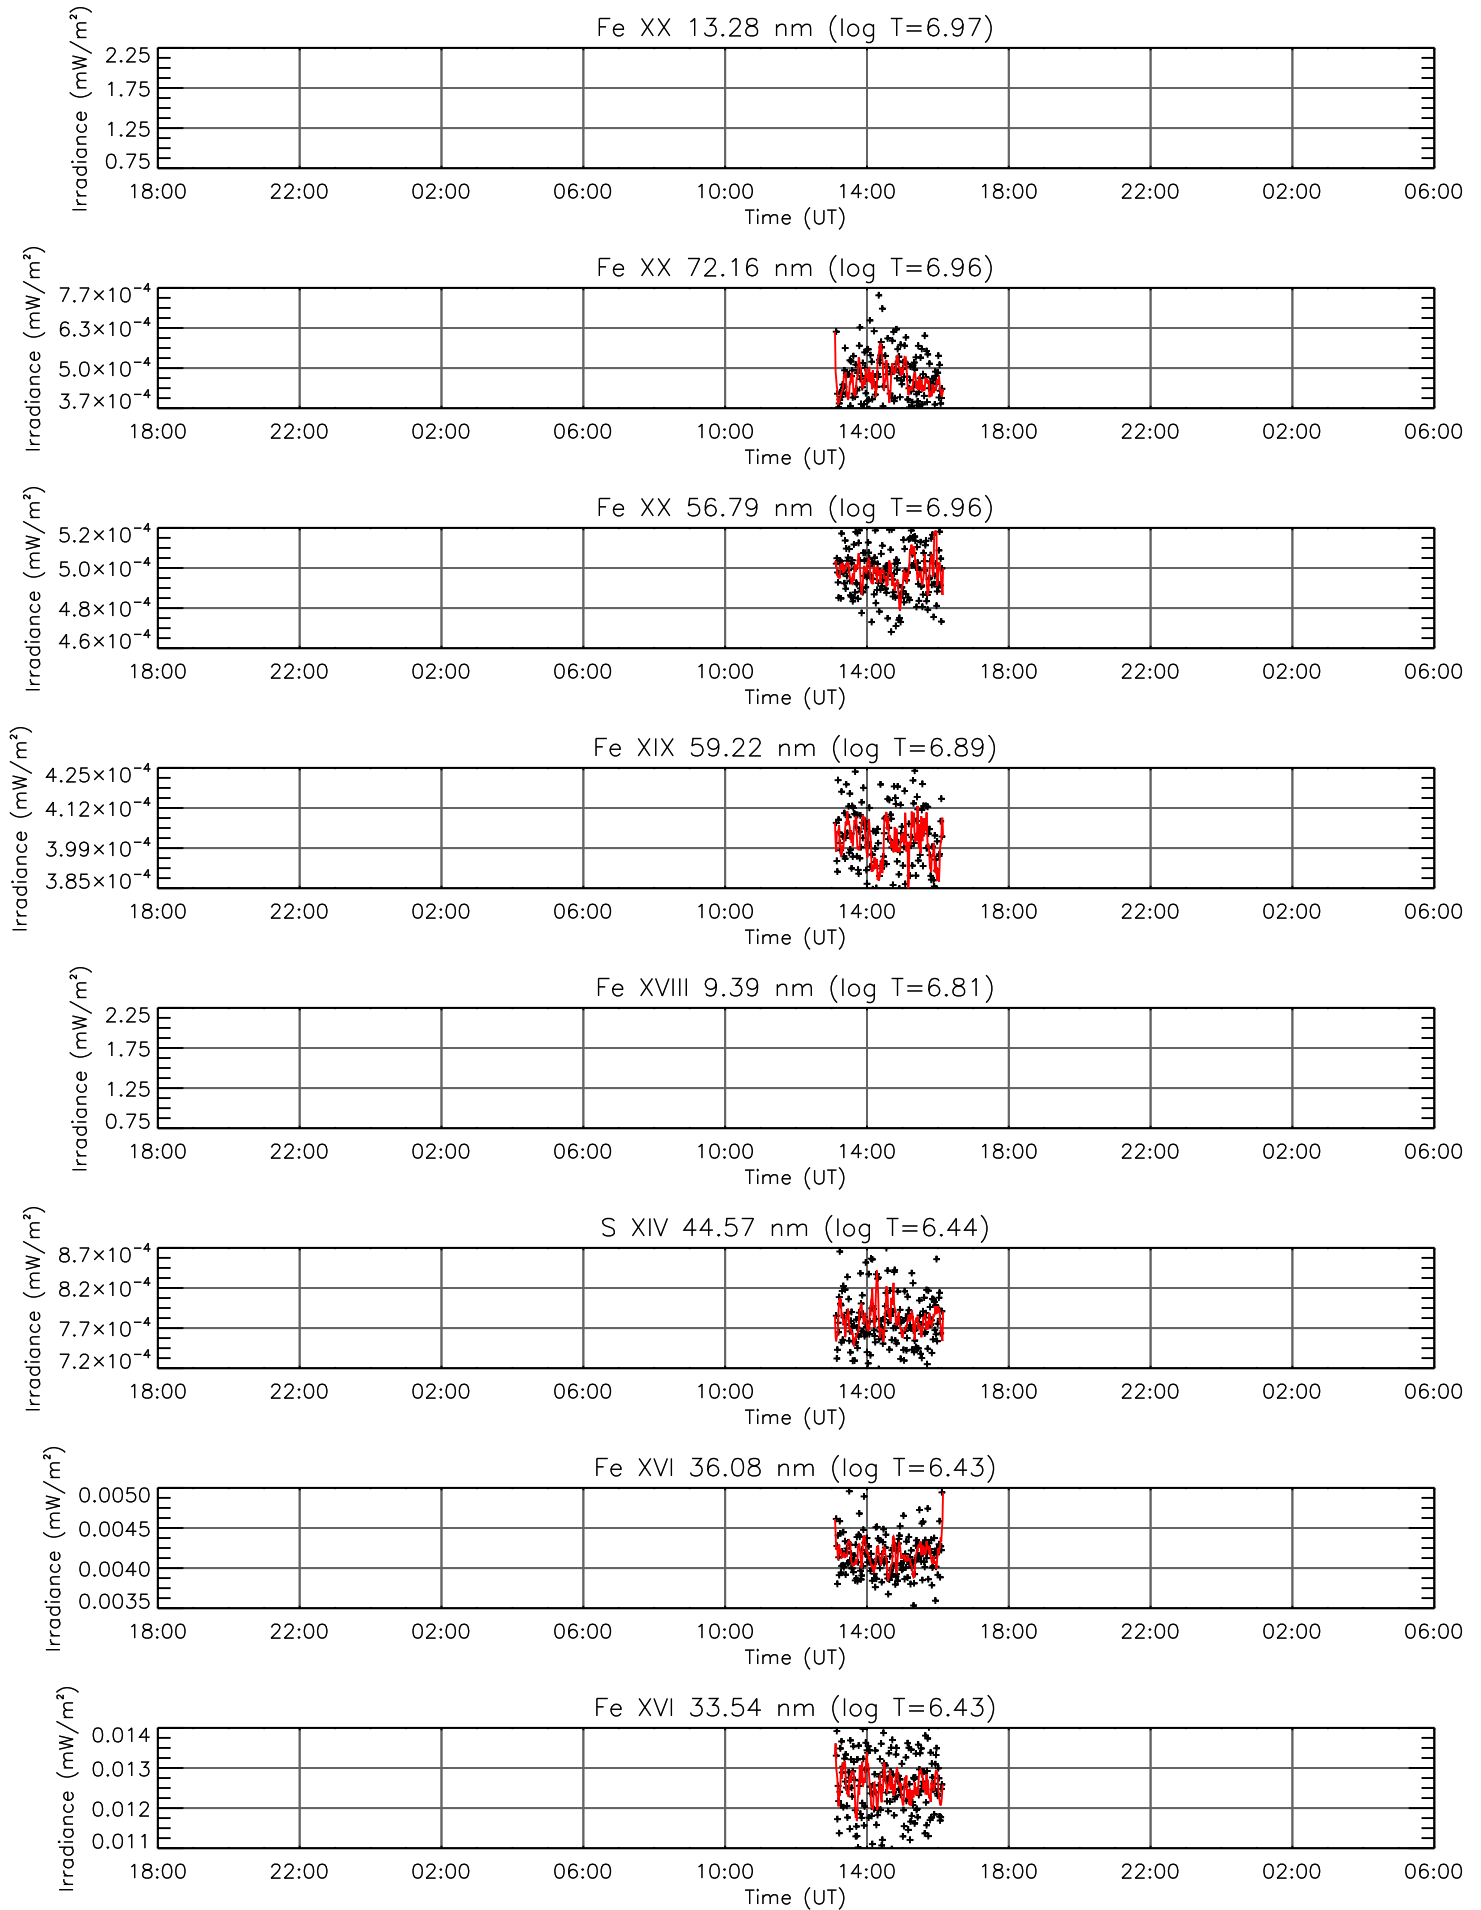 Fe XX 13.28 nm (log T=6.97)
Irradiance (mW/m²)
2.25
1.75
1.25
0.75
18:00 22:00 02:00 06:00 10:00 14:00 18:00 22:00 02:00 06:00
Time (UT)
Fe XX 72.16 nm (log T=6.96)
Irradiance (mW/m²)
7.7×10⁻⁴
6.3×10⁻⁴
5.0×10⁻⁴
3.7×10⁻⁴
18:00 22:00 02:00 06:00 10:00 14:00 18:00 22:00 02:00 06:00
Time (UT)
Fe XX 56.79 nm (log T=6.96)
Irradiance (mW/m²)
5.2×10⁻⁴
5.0×10⁻⁴
4.8×10⁻⁴
4.6×10⁻⁴
18:00 22:00 02:00 06:00 10:00 14:00 18:00 22:00 02:00 06:00
Time (UT)
Fe XIX 59.22 nm (log T=6.89)
Irradiance (mW/m²)
4.25×10⁻⁴
4.12×10⁻⁴
3.99×10⁻⁴
3.85×10⁻⁴
18:00 22:00 02:00 06:00 10:00 14:00 18:00 22:00 02:00 06:00
Time (UT)
Fe XVIII 9.39 nm (log T=6.81)
Irradiance (mW/m²)
2.25
1.75
1.25
0.75
18:00 22:00 02:00 06:00 10:00 14:00 18:00 22:00 02:00 06:00
Time (UT)
S XIV 44.57 nm (log T=6.44)
Irradiance (mW/m²)
8.7×10⁻⁴
8.2×10⁻⁴
7.7×10⁻⁴
7.2×10⁻⁴
18:00 22:00 02:00 06:00 10:00 14:00 18:00 22:00 02:00 06:00
Time (UT)
Fe XVI 36.08 nm (log T=6.43)
Irradiance (mW/m²)
0.0050
0.0045
0.0040
0.0035
18:00 22:00 02:00 06:00 10:00 14:00 18:00 22:00 02:00 06:00
Time (UT)
Fe XVI 33.54 nm (log T=6.43)
Irradiance (mW/m²)
0.014
0.013
0.012
0.011
18:00 22:00 02:00 06:00 10:00 14:00 18:00 22:00 02:00 06:00
Time (UT)